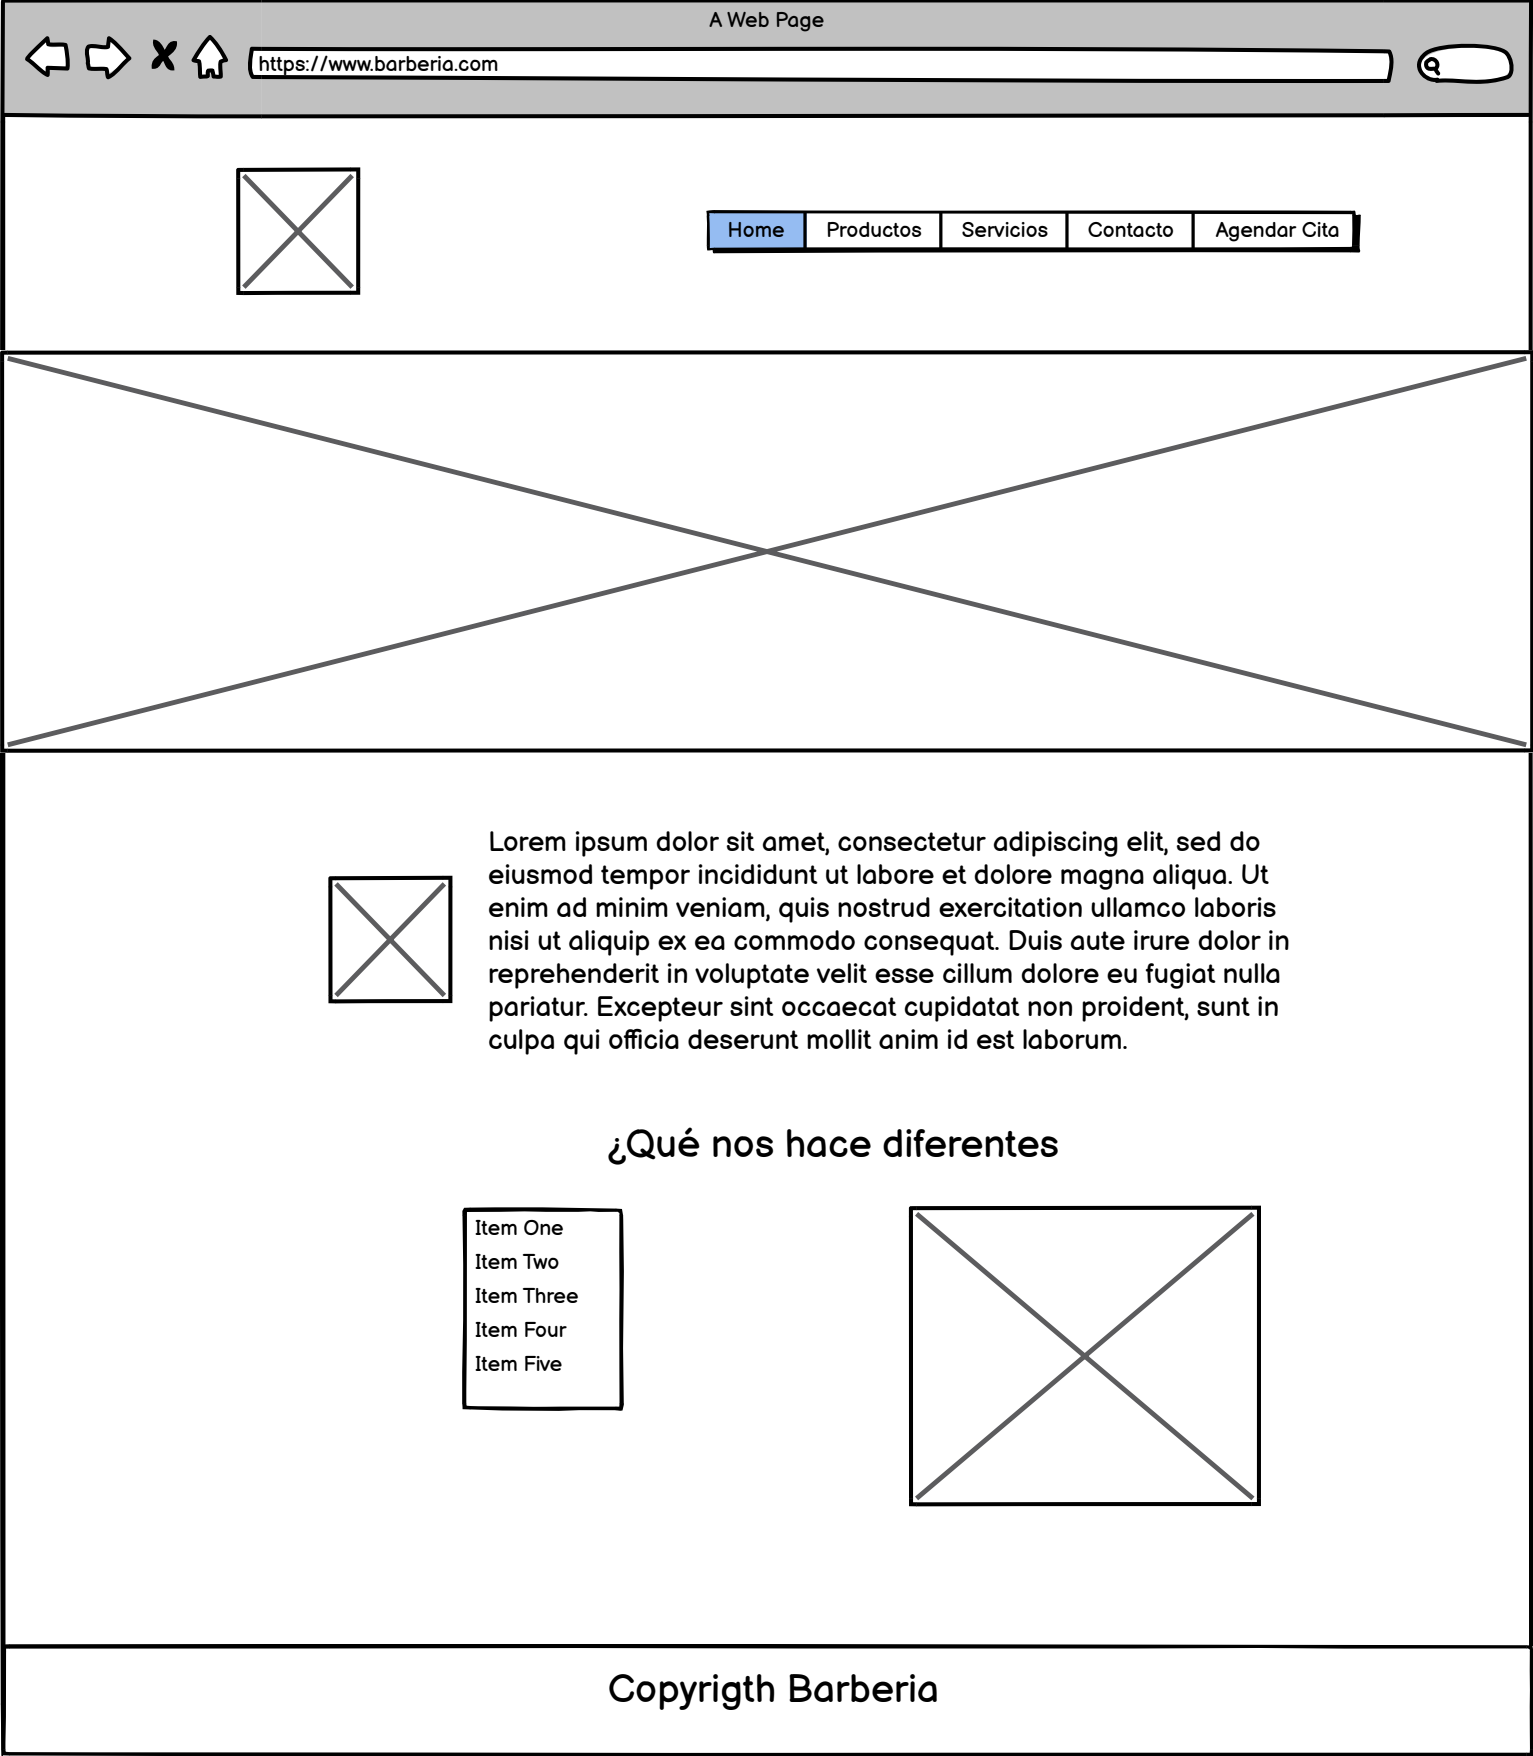 A Web Page
https://www.barberia.com
Home Productos Servicios Contacto Agendar Cita
Lorem ipsum dolor sit amet, consectetur adipiscing elit, sed do
eiusmod tempor incididunt ut labore et dolore magna aliqua. Ut
enim ad minim veniam, quis nostrud exercitation ullamco laboris
nisi ut aliquip ex ea commodo consequat. Duis aute irure dolor in
reprehenderit in voluptate velit esse cillum dolore eu fugiat nulla
pariatur. Excepteur sint occaecat cupidatat non proident, sunt in
culpa qui officia deserunt mollit anim id est laborum.
¿Qué nos hace diferentes
Item One
Item Two
Item Three
Item Four
Item Five
Copyrigth Barberia